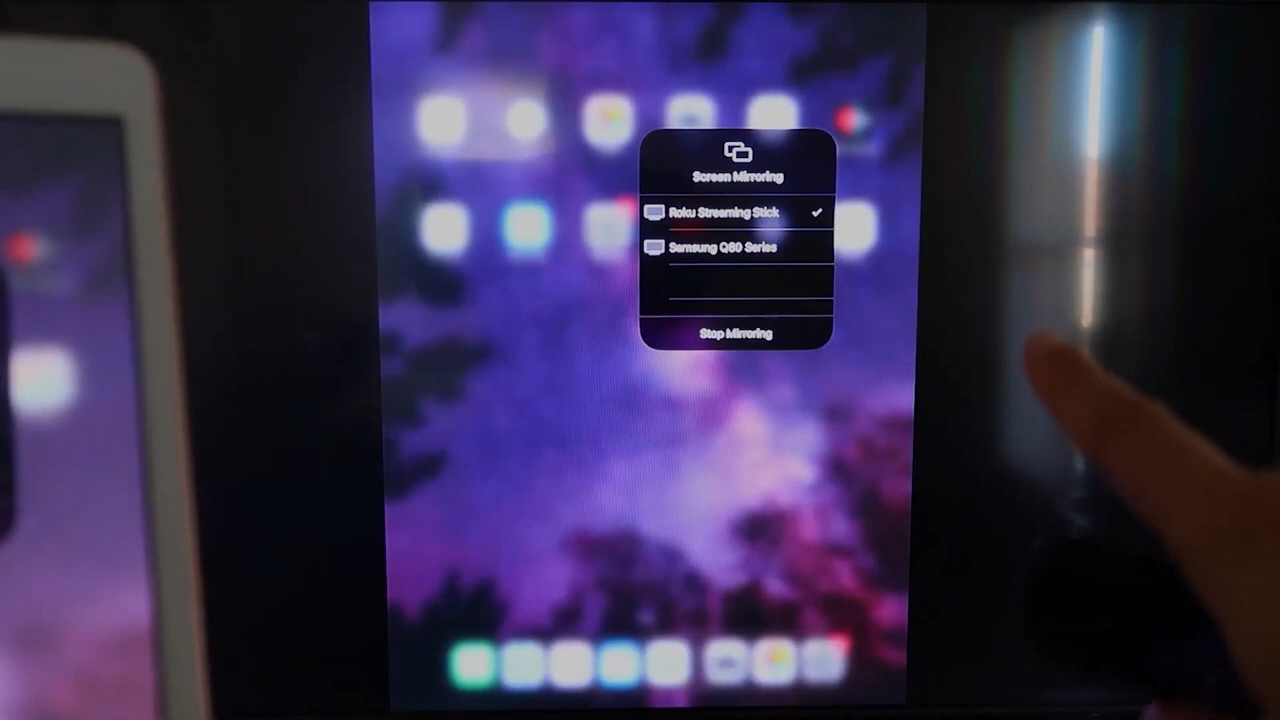 Screen Mirroring
Roku Streaming Stick
Samsung Q80 Series
Stop Mirroring